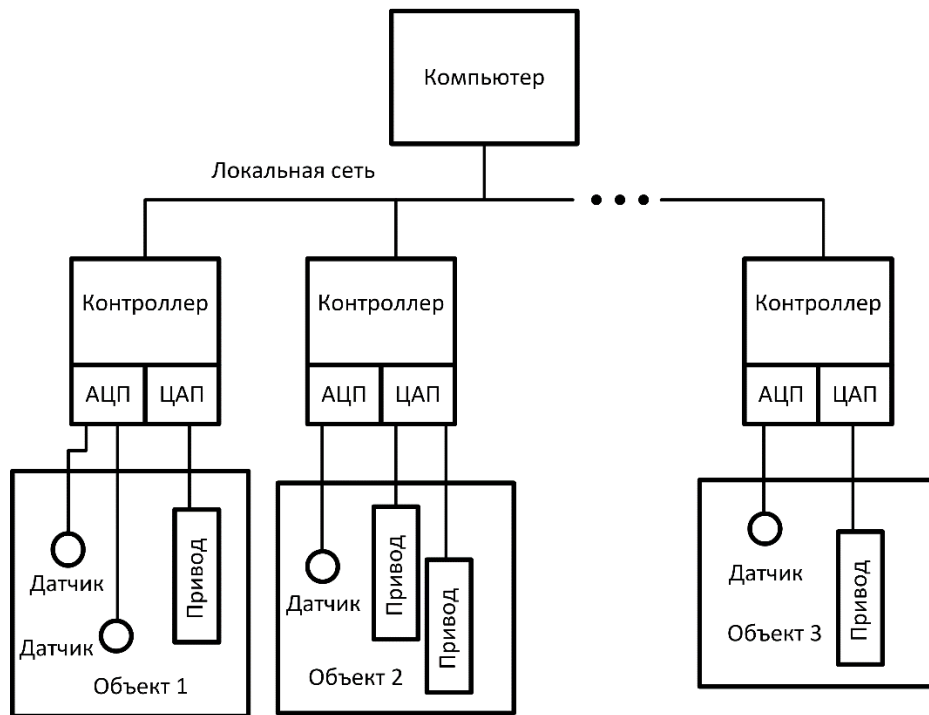 Компьютер
Локальная сеть
Контроллер
Контроллер
Контроллер
АЦП ЦАП
АЦП ЦАП
АЦП ЦАП
Датчик
Датчик
Привод
Объект 1
Датчик
Привод
Привод
Объект 2
Датчик
Привод
Объект 3